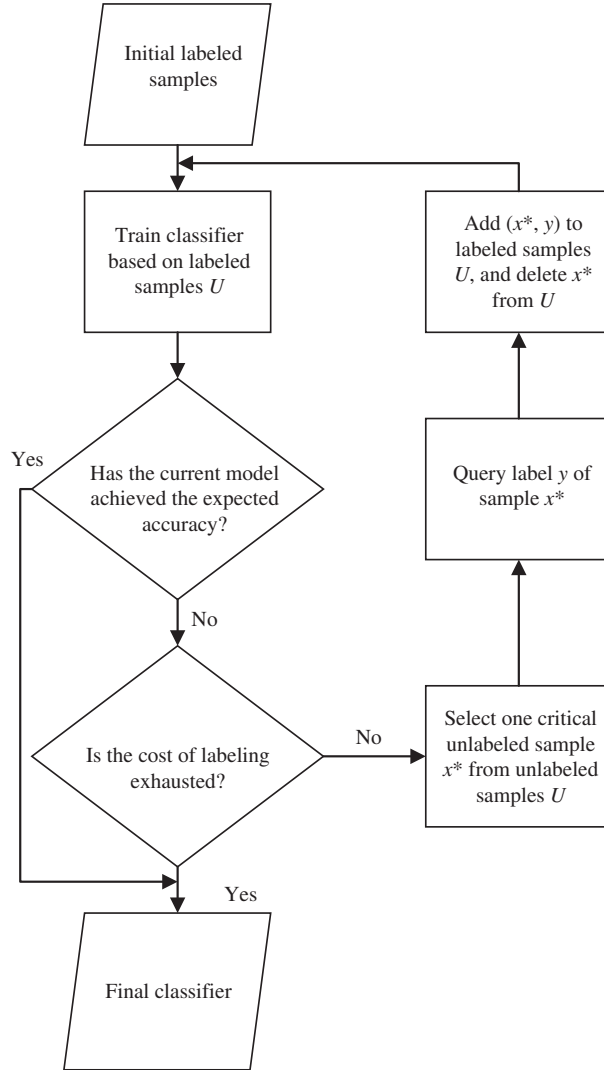 Initial labeled
samples
Train classifier
based on labeled
samples U
Has the current model
achieved the expected
accuracy?
Yes
No
Is the cost of labeling
exhausted?
No
Yes
Select one critical
unlabeled sample
x* from unlabeled
samples U
Query label y of
sample x*
Add (x*, y) to
labeled samples
U, and delete x*
from U
Final classifier